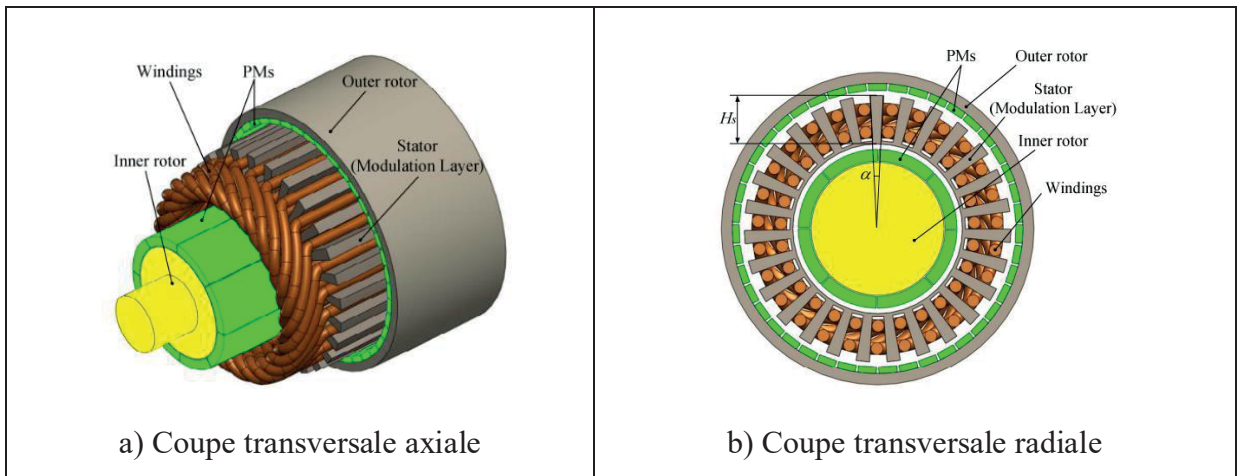 Windings
PMs
Outer rotor
Inner rotor
Stator
(Modulation Layer)
a) Coupe transversale axiale
PMs
Outer rotor
Stator
(Modulation Layer)
Inner rotor
Windings
Hs
α
b) Coupe transversale radiale